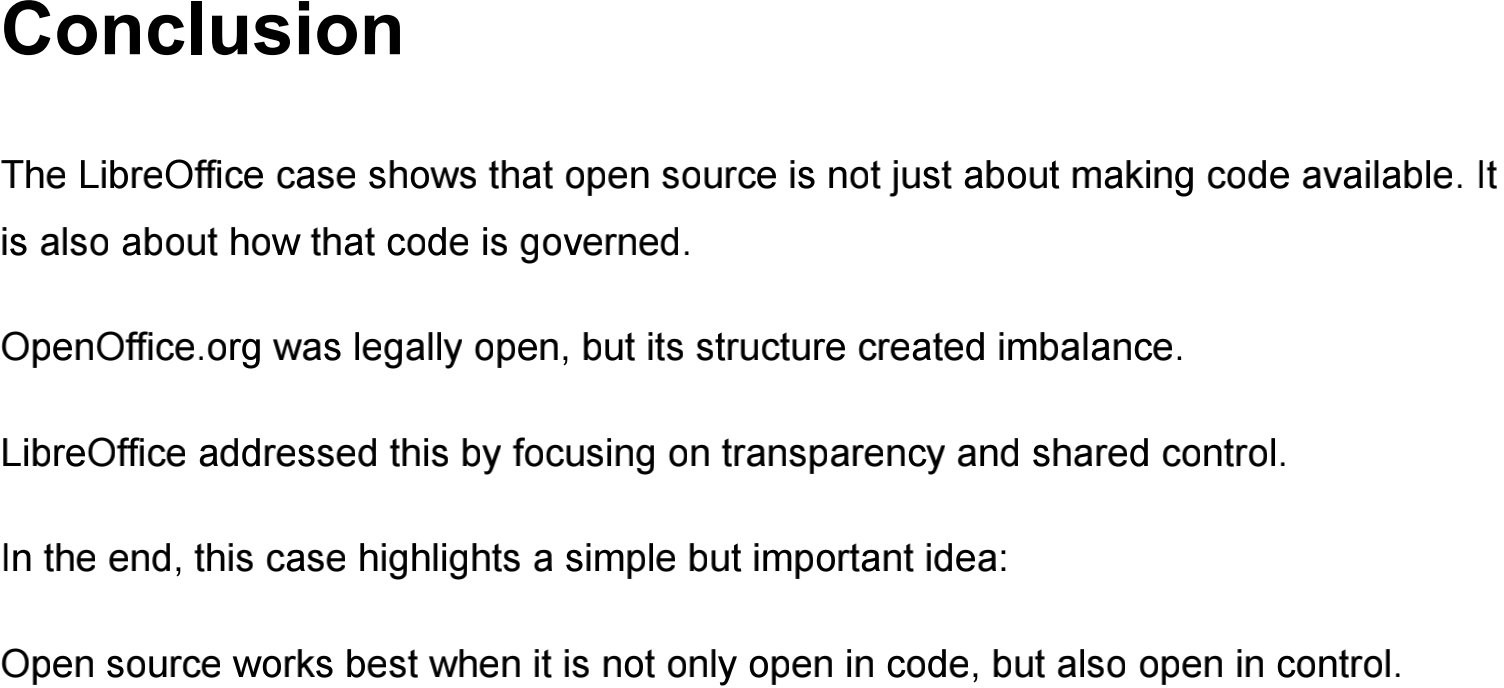 Conclusion
The LibreOffice case shows that open source is not just about making code available. It
is also about how that code is governed.
OpenOffice.org was legally open, but its structure created imbalance.
LibreOffice addressed this by focusing on transparency and shared control.
In the end, this case highlights a simple but important idea:
Open source works best when it is not only open in code, but also open in control.